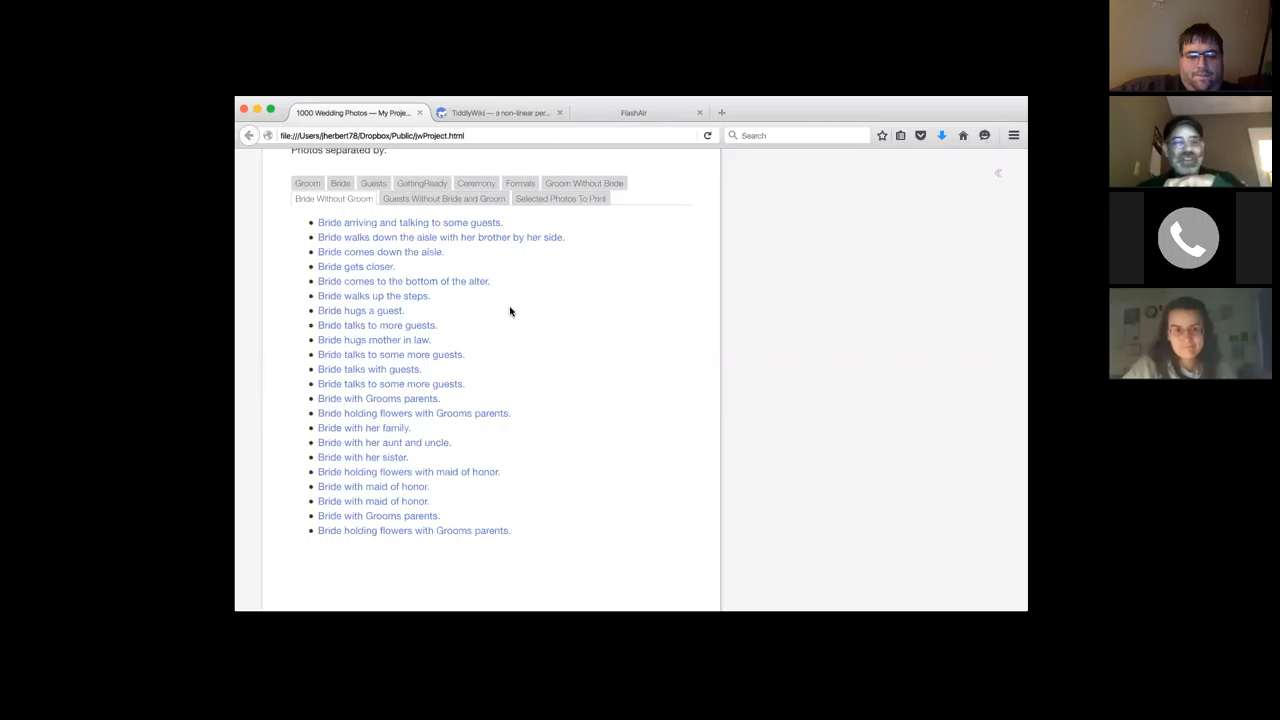 1000 Wedding Photos — My Proje...
TiddlyWiki — a non-linear per...
FlashAir
file:///Users/jherbert78/Dropbox/Public/jwProject.html
Search
Photos separated by:
Groom Bride Guests GettingReady Ceremony Formals Groom Without Bride
Bride Without Groom Guests Without Bride and Groom Selected Photos To Print
Bride arriving and talking to some guests.
Bride walks down the aisle with her brother by her side.
Bride comes down the aisle.
Bride gets closer.
Bride comes to the bottom of the alter.
Bride walks up the steps.
Bride hugs a guest.
Bride talks to more guests.
Bride hugs mother in law.
Bride talks to some more guests.
Bride talks with guests.
Bride talks to some more guests.
Bride with Grooms parents.
Bride holding flowers with Grooms parents.
Bride with her family.
Bride with her aunt and uncle.
Bride with her sister.
Bride holding flowers with maid of honor.
Bride with maid of honor.
Bride with maid of honor.
Bride with Grooms parents.
Bride holding flowers with Grooms parents.